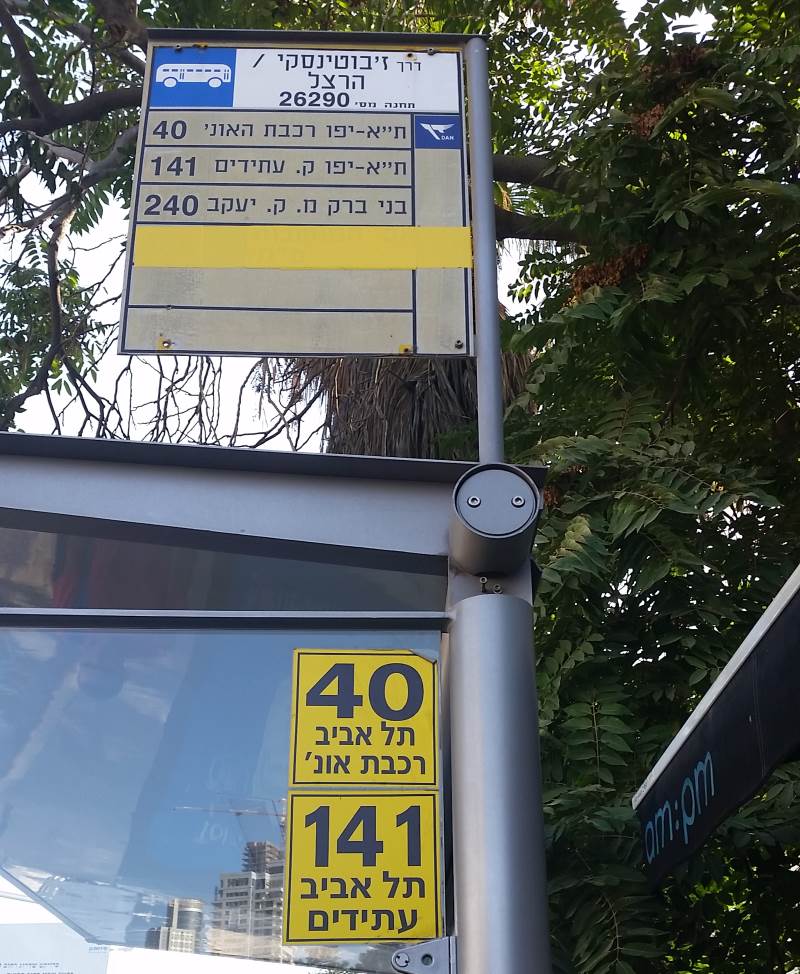 דרך ז׳בוטינסקי /
הרצל
תחנה מס׳ 26290
DAN
ת״א-יפו רכבת האונ׳ 40
ת״א-יפו ק. עתידים 141
בני ברק מ. ק. יעקב 240
40
תל אביב
רכבת אונ׳
141
תל אביב
עתידים
am:pm